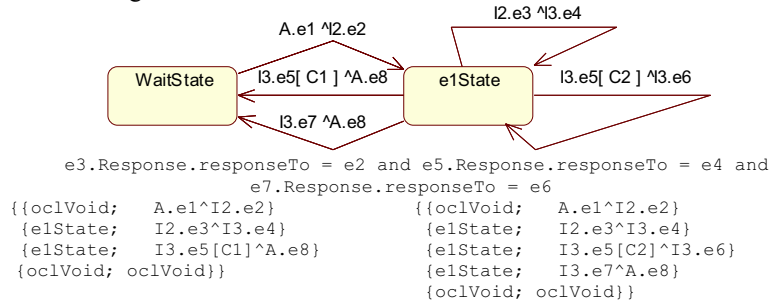 I2.e3 ^I3.e4
A.e1 ^I2.e2
WaitState
I3.e5[ C1 ] ^A.e8
e1State
I3.e5[ C2 ] ^I3.e6
I3.e7 ^A.e8
e3.Response.responseTo = e2 and e5.Response.responseTo = e4 and
e7.Response.responseTo = e6
{{oclVoid; A.e1^I2.e2} {{oclVoid; A.e1^I2.e2}
{e1State; I2.e3^I3.e4} {e1State; I2.e3^I3.e4}
{e1State; I3.e5[C1]^A.e8} {e1State; I3.e5[C2]^I3.e6}
{oclVoid; oclVoid}} {e1State; I3.e7^A.e8}
{oclVoid; oclVoid}}